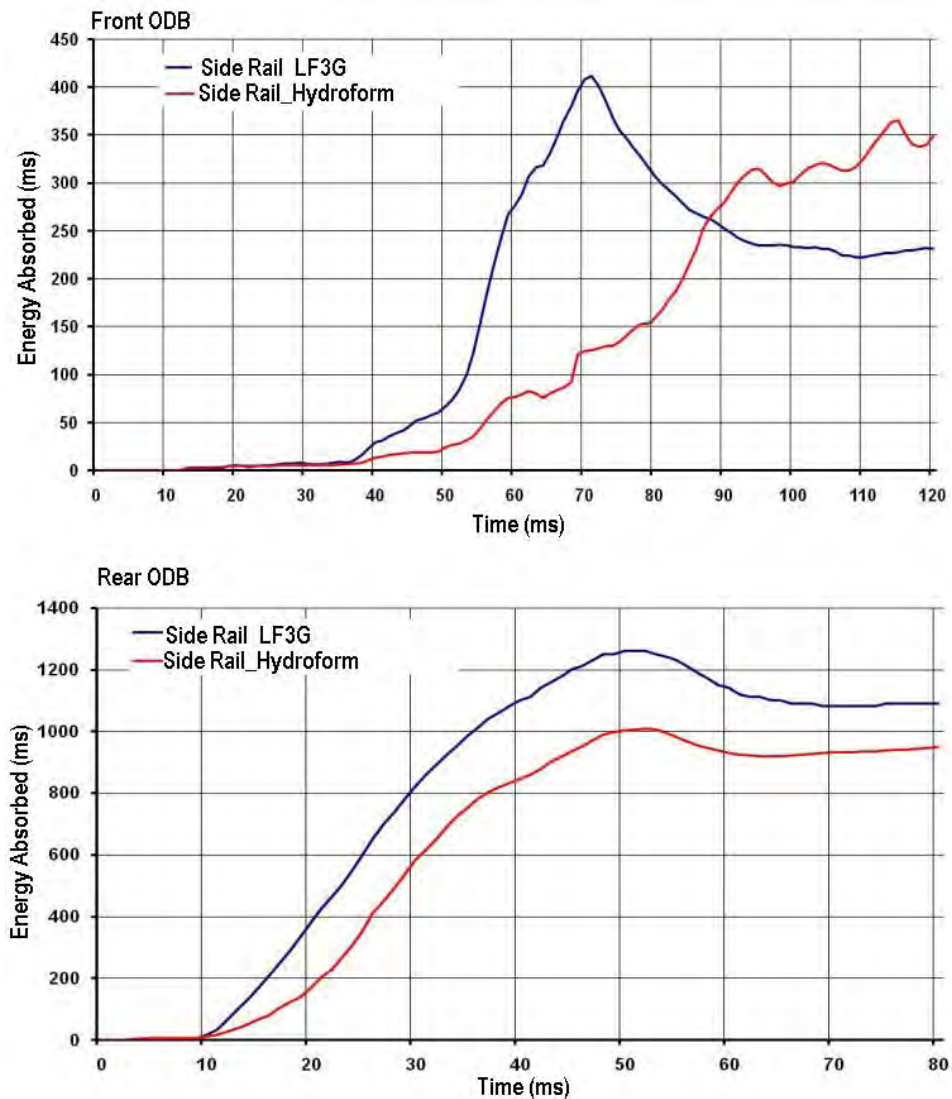 Front ODB
450
400
350
300
250
200
150
100
50
0
Energy Absorbed (ms)
Side Rail LF3G
Side Rail_Hydroform
0 10 20 30 40 50 60 70 80 90 100 110 120
Time (ms)
Rear ODB
1400
1200
1000
800
600
400
200
0
Energy Absorbed (ms)
Side Rail LF3G
Side Rail_Hydroform
0 10 20 30 40 50 60 70 80
Time (ms)